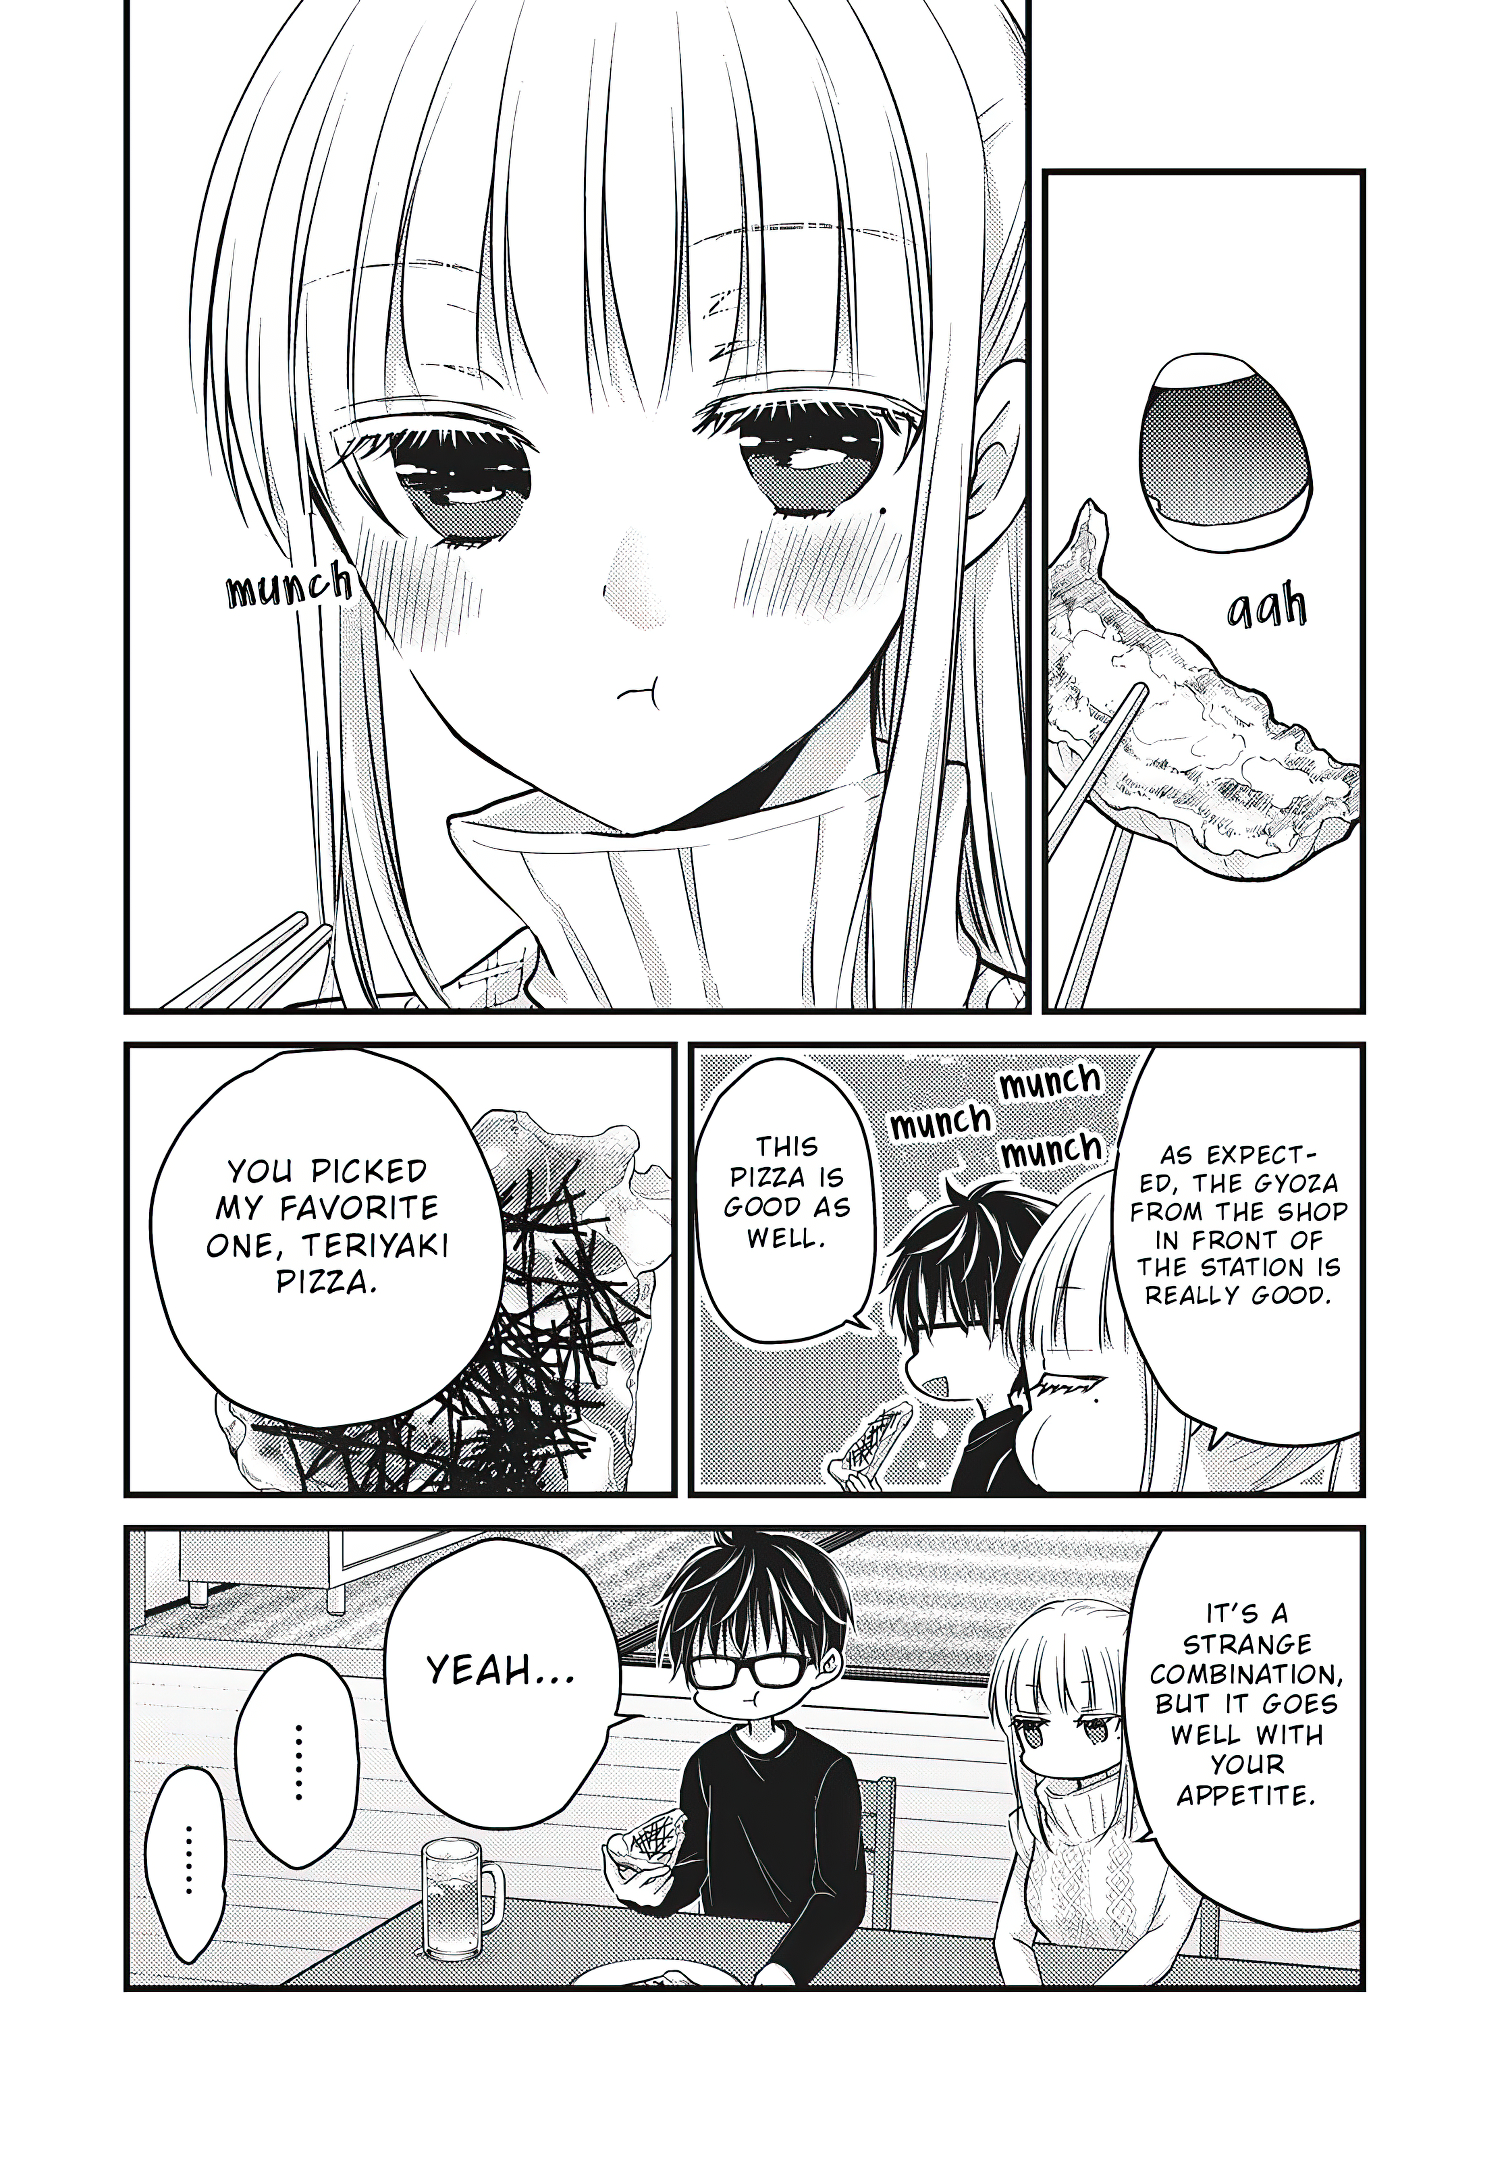 aah
munch
AS EXPECT-
ED, THE GYOZA
FROM THE SHOP
IN FRONT OF
THE STATION IS
REALLY GOOD.
munch
munch
munch
THIS
PIZZA IS
GOOD AS
WELL.
YOU PICKED
MY FAVORITE
ONE, TERIYAKI
PIZZA.
IT'S A
STRANGE
COMBINATION,
BUT IT GOES
WELL WITH
YOUR
APPETITE.
YEAH...
......
......